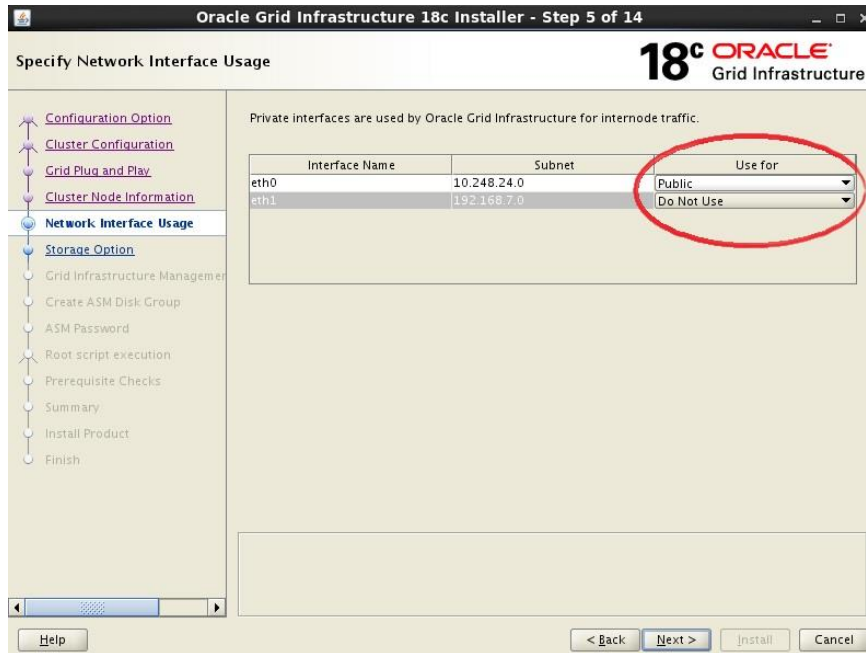 Oracle Grid Infrastructure 18c Installer - Step 5 of 14
Specify Network Interface Usage
18c ORACLE
Grid Infrastructure
Configuration Option
Cluster Configuration
Grid Plug and Play
Cluster Node Information
Network Interface Usage
Storage Option
Grid Infrastructure Managemer
Create ASM Disk Group
ASM Password
Root script execution
Prerequisite Checks
Summary
Install Product
Finish
Private interfaces are used by Oracle Grid Infrastructure for internode traffic.
Interface Name Subnet Use for
eth0 10.248.24.0 Public
eth1 192.168.7.0 Do Not Use
Help < Back Next > Install Cancel